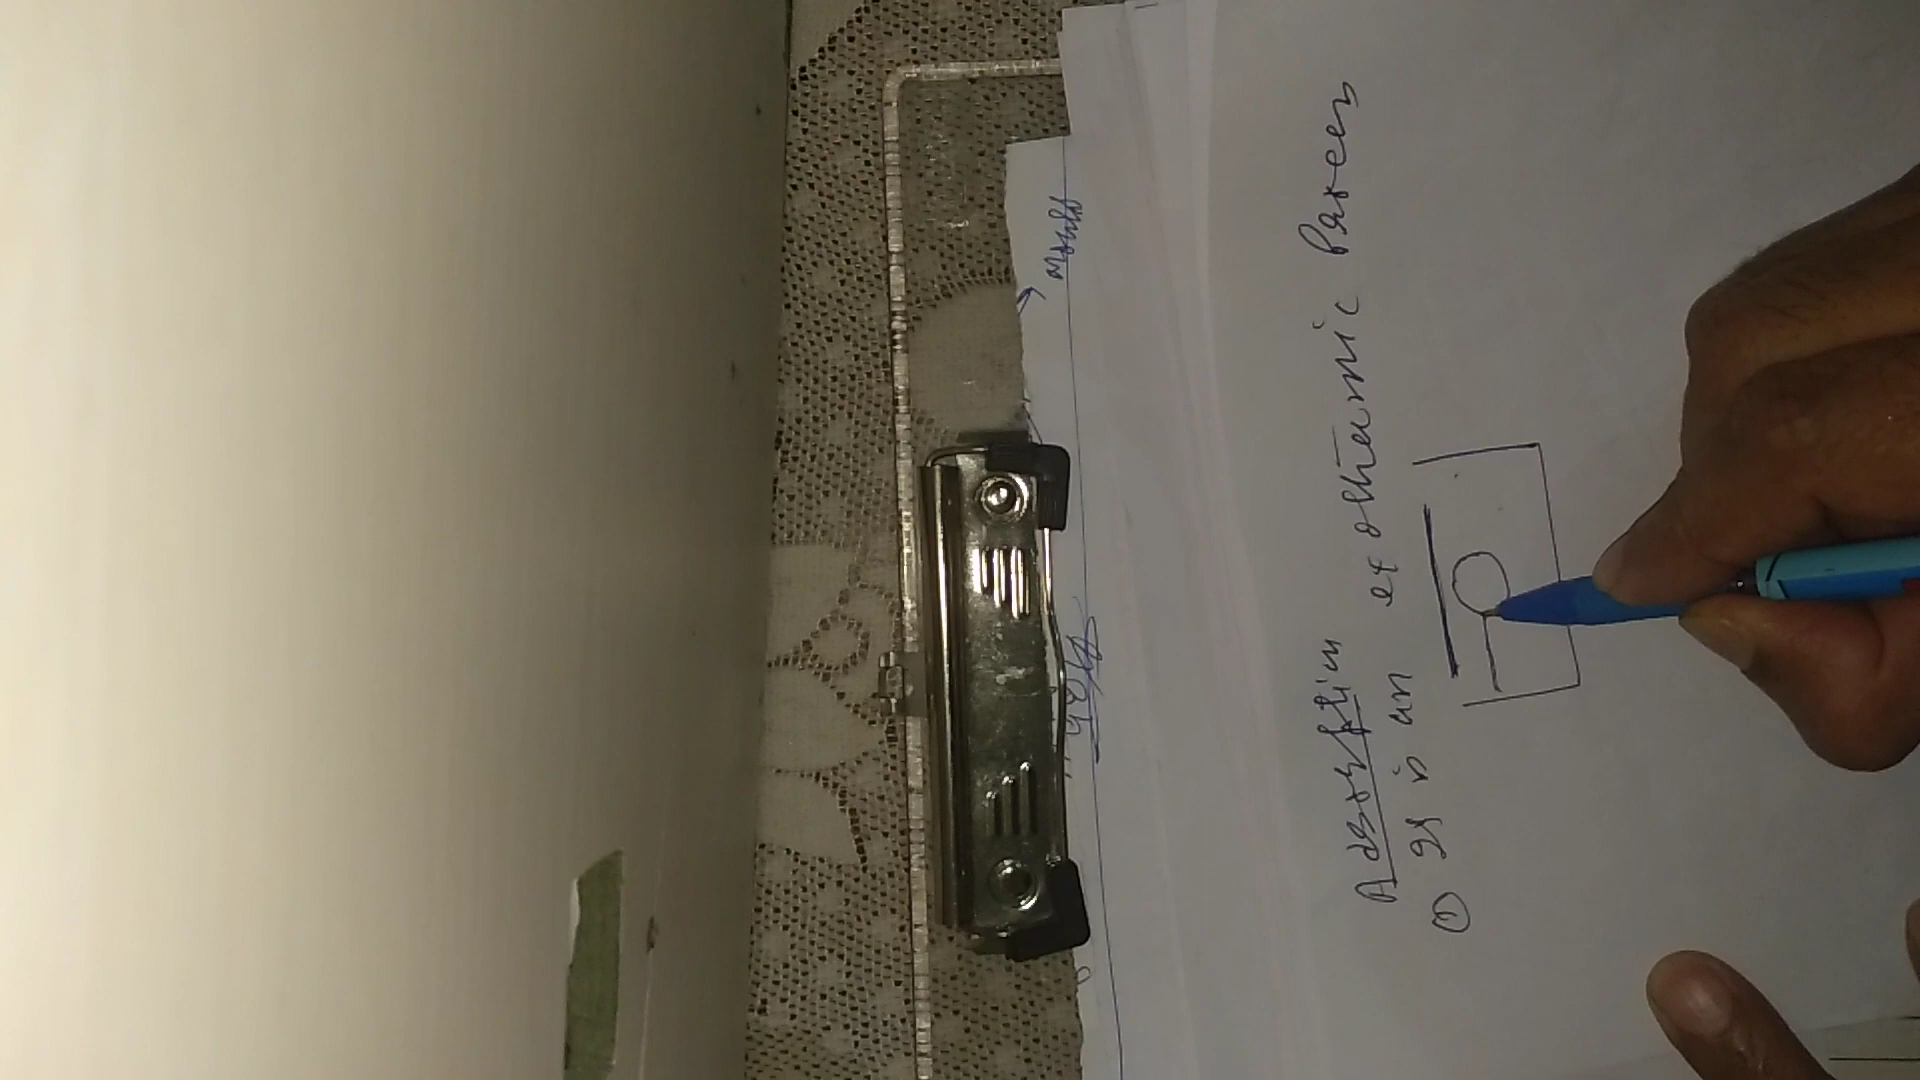 Adsorption
① It is an exothermic Process